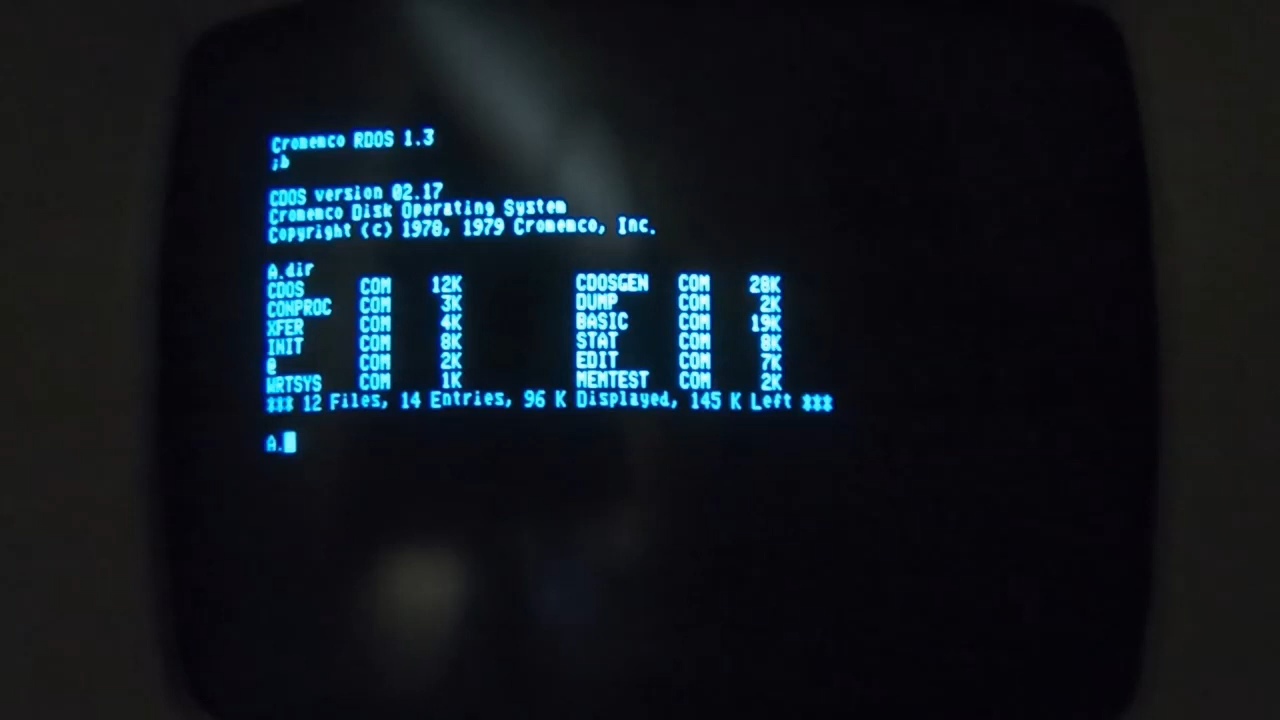 Cromemco RDOS 1.3
;b
CDOS version 02.17
Cromemco Disk Operating System
Copyright (c) 1978, 1979 Cromemco, Inc.
A.dir
CDOS COM 12K CDOSGEN COM 28K
CONPROC COM 3K DUMP COM 2K
XFER COM 4K BASIC COM 19K
INIT COM 8K STAT COM 8K
@ COM 2K EDIT COM 7K
WRTSYS COM 1K MEMTEST COM 2K
*** 12 Files, 14 Entries, 96 K Displayed, 145 K Left ***
A.